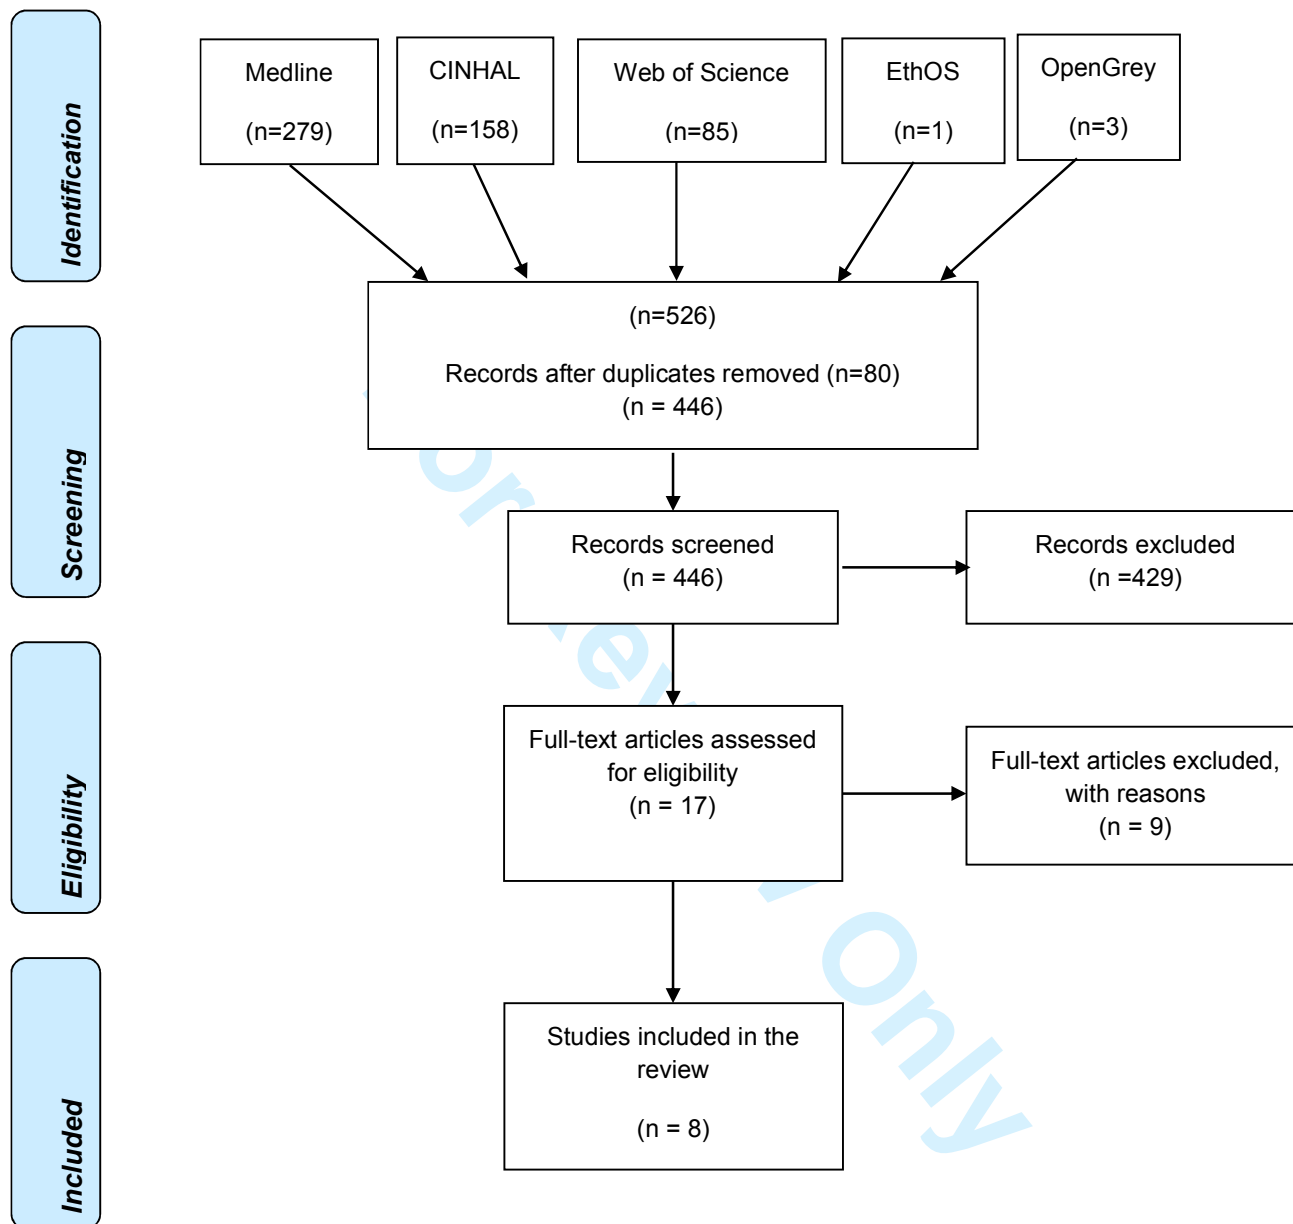 Identification
Medline
(n=279)
CINHAL
(n=158)
Web of Science
(n=85)
EthOS
(n=1)
OpenGrey
(n=3)
(n=526)
Records after duplicates removed (n=80)
(n = 446)
Screening
Records screened
(n = 446)
Records excluded
(n =429)
Eligibility
Full-text articles assessed
for eligibility
(n = 17)
Full-text articles excluded,
with reasons
(n = 9)
Included
Studies included in the
review
(n = 8)
Only